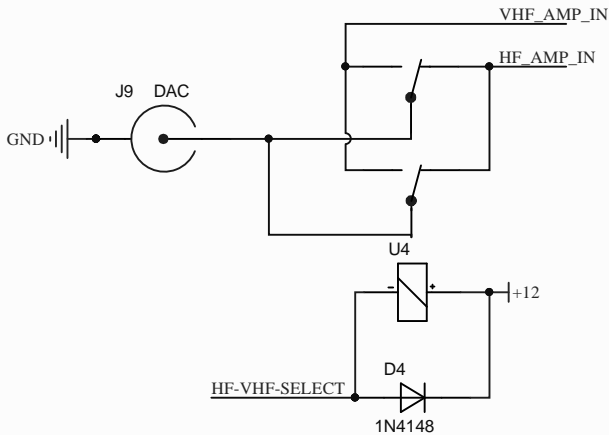 VHF_AMP_IN
HF_AMP_IN
J9 DAC
GND
U4
- +
+12
D4
HF-VHF-SELECT
1N4148